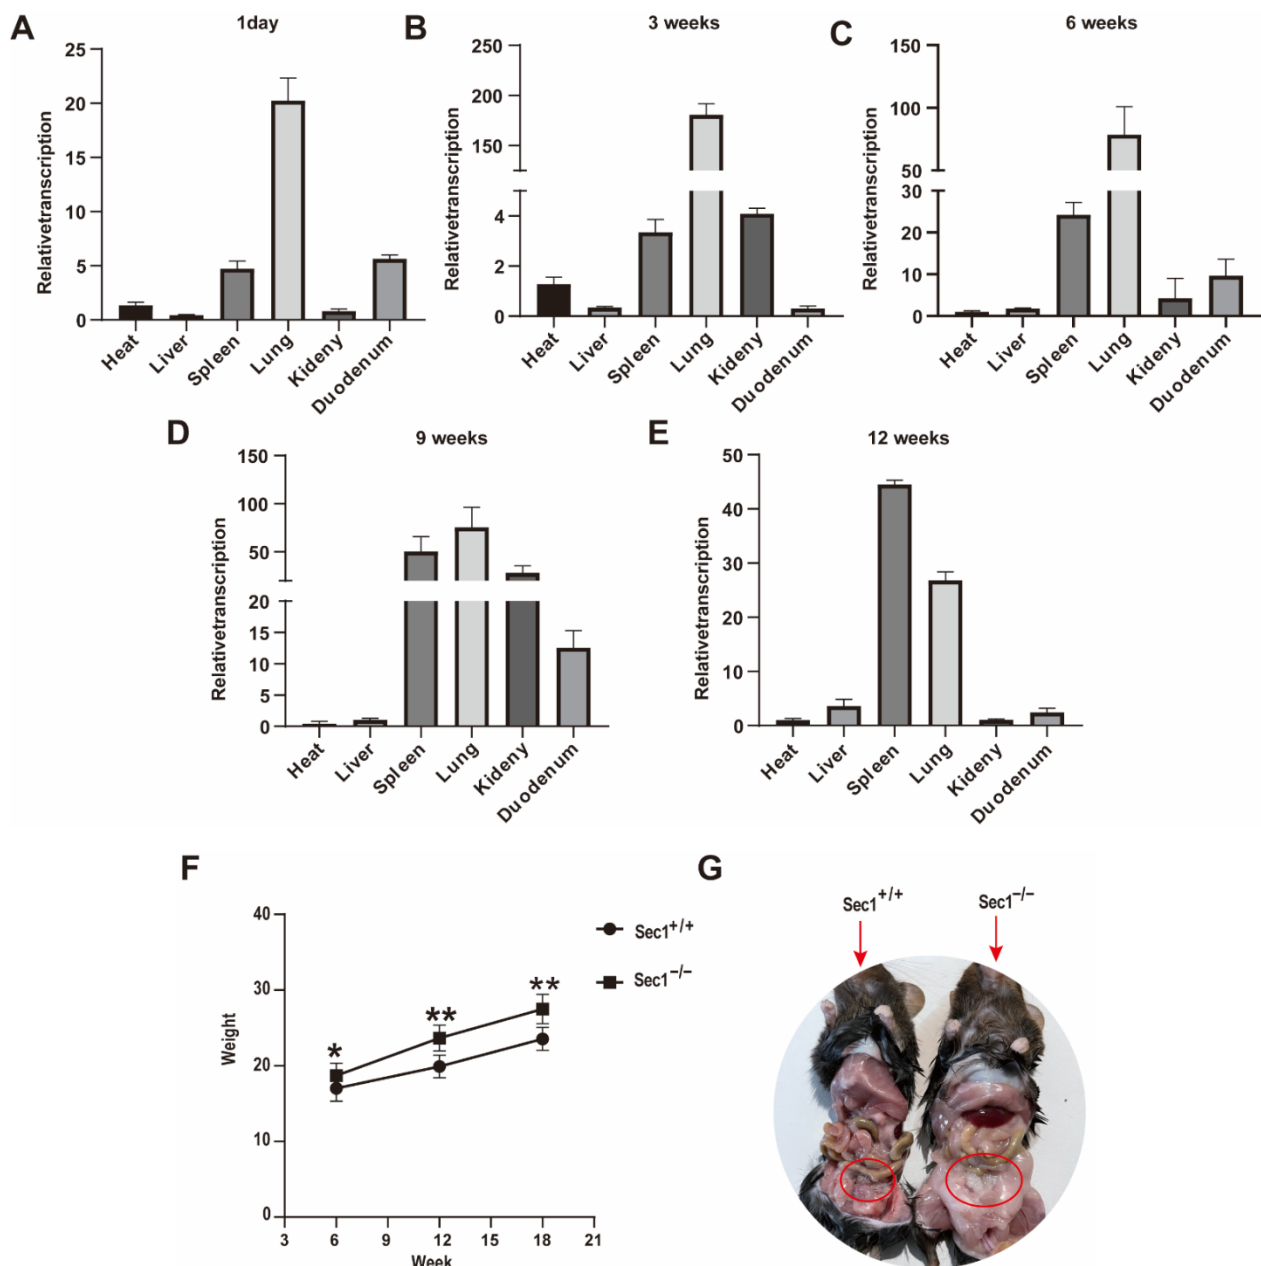 A
1day
Relativetranscription
25
20
15
10
5
0
Heat
Liver
Spleen
Lung
Kideny
Duodenum
B
3 weeks
Relativetranscription
250
200
150
4
2
0
Heat
Liver
Spleen
Lung
Kideny
Duodenum
C
6 weeks
Relativetranscription
150
100
50
30
20
10
0
Heat
Liver
Spleen
Lung
Kideny
Duodenum
D
9 weeks
Relativetranscription
150
100
50
20
15
10
5
0
Heat
Liver
Spleen
Lung
Kideny
Duodenum
E
12 weeks
Relativetranscription
50
40
30
20
10
0
Heat
Liver
Spleen
Lung
Kideny
Duodenum
F
Weight
40
30
20
10
0
* ** **
3 6 9 12 15 18 21
Week
Sec1+/+
Sec1−/−
G
Sec1+/+
Sec1−/−